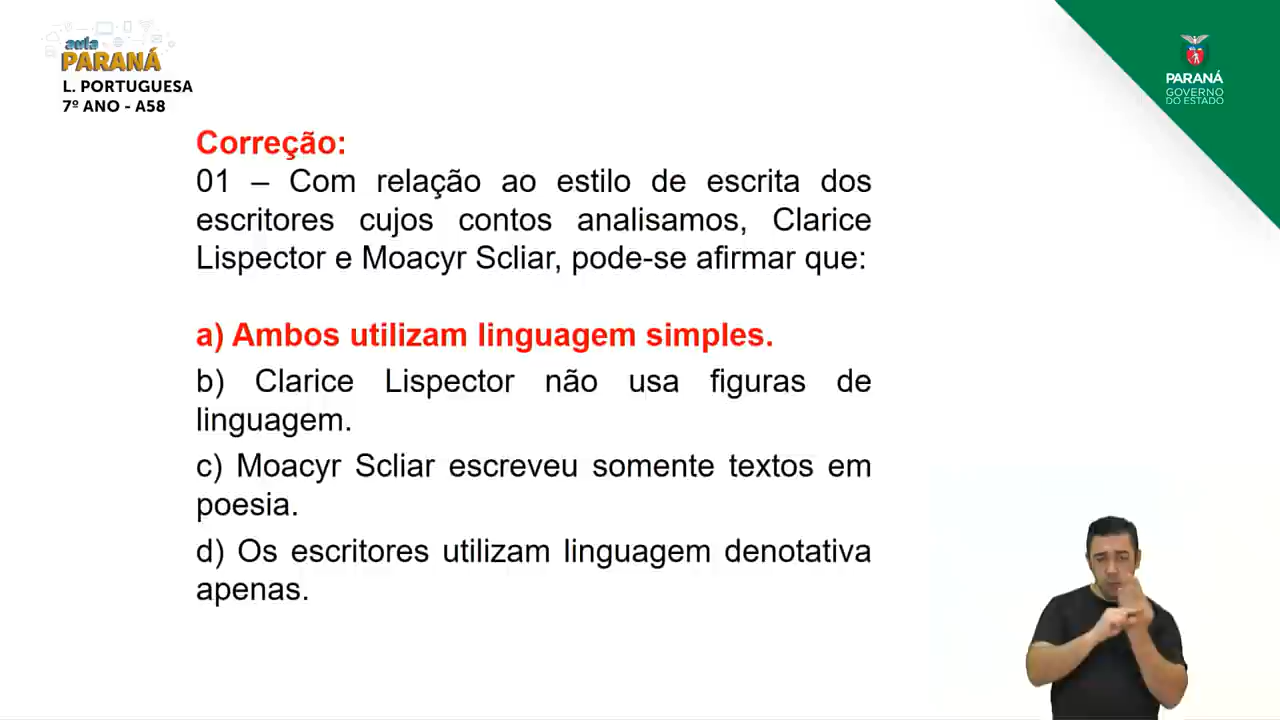 aula
PARANÁ
L. PORTUGUESA
7º ANO - A58
PARANÁ
GOVERNO
DO ESTADO
Correção:
01 – Com relação ao estilo de escrita dos
escritores cujos contos analisamos, Clarice
Lispector e Moacyr Scliar, pode-se afirmar que:
a) Ambos utilizam linguagem simples.
b) Clarice Lispector não usa figuras de
linguagem.
c) Moacyr Scliar escreveu somente textos em
poesia.
d) Os escritores utilizam linguagem denotativa
apenas.